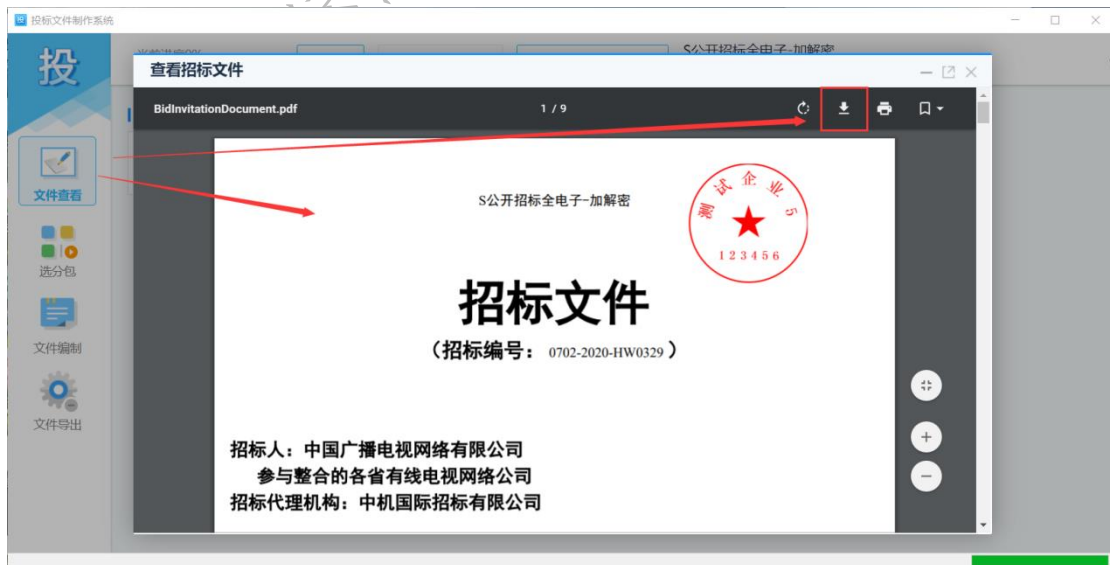 投标文件制作系统
投
S公开招标全电子-加解密
查看招标文件
BidInvitationDocument.pdf
1 / 9
文件查看
选分包
文件编制
文件导出
S公开招标全电子-加解密
测试企业5
123456
招标文件
（招标编号： 0702-2020-HW0329 ）
招标人：中国广播电视网络有限公司
参与整合的各省有线电视网络公司
招标代理机构：中机国际招标有限公司